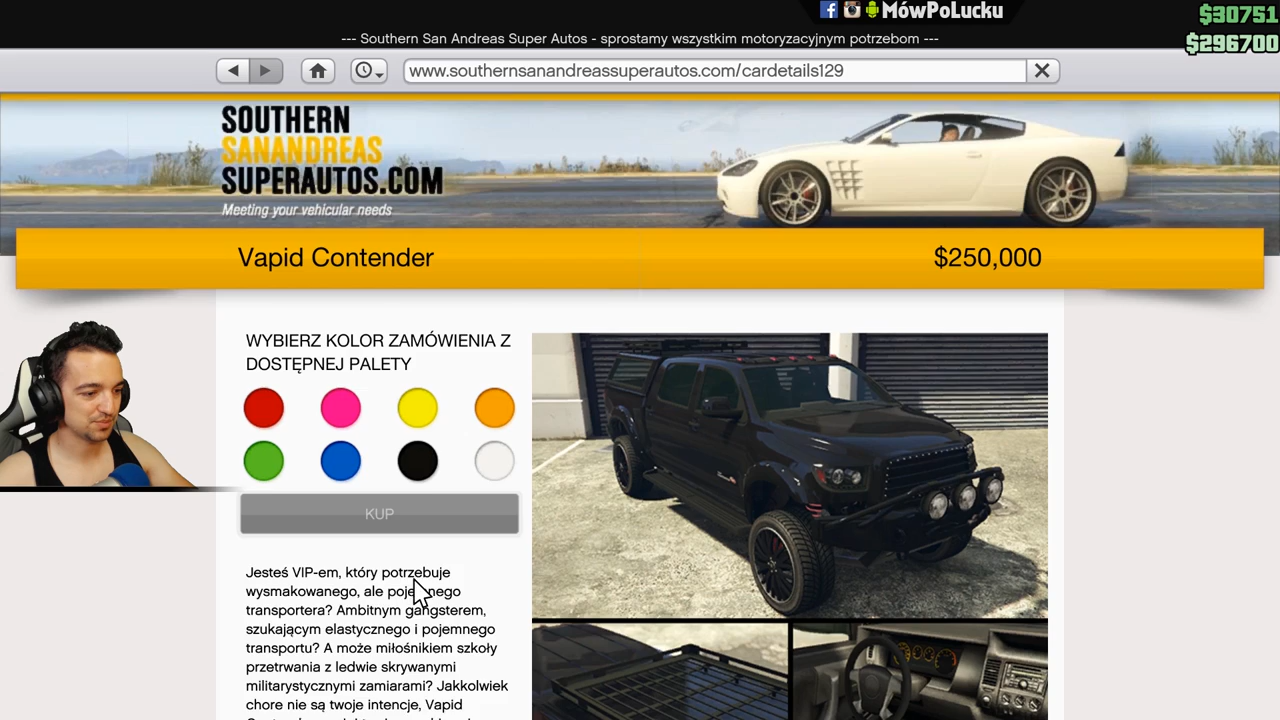 MówPoLucku
$30751
--- Southern San Andreas Super Autos - sprostamy wszystkim motoryzacyjnym potrzebom ---
$296700
www.southernsanandreassuperautos.com/cardetails129
SOUTHERN
SANANDREAS
SUPERAUTOS.COM
Meeting your vehicular needs
Vapid Contender
$250,000
WYBIERZ KOLOR ZAMÓWIENIA Z
DOSTĘPNEJ PALETY
KUP
Jesteś VIP-em, który potrzebuje
wysmakowanego, ale pojemnego
transportera? Ambitnym gangsterem,
szukającym elastycznego i pojemnego
transportu? A może miłośnikiem szkoły
przetrwania z ledwie skrywanymi
militarystycznymi zamiarami? Jakkolwiek
chore nie są twoje intencje, Vapid